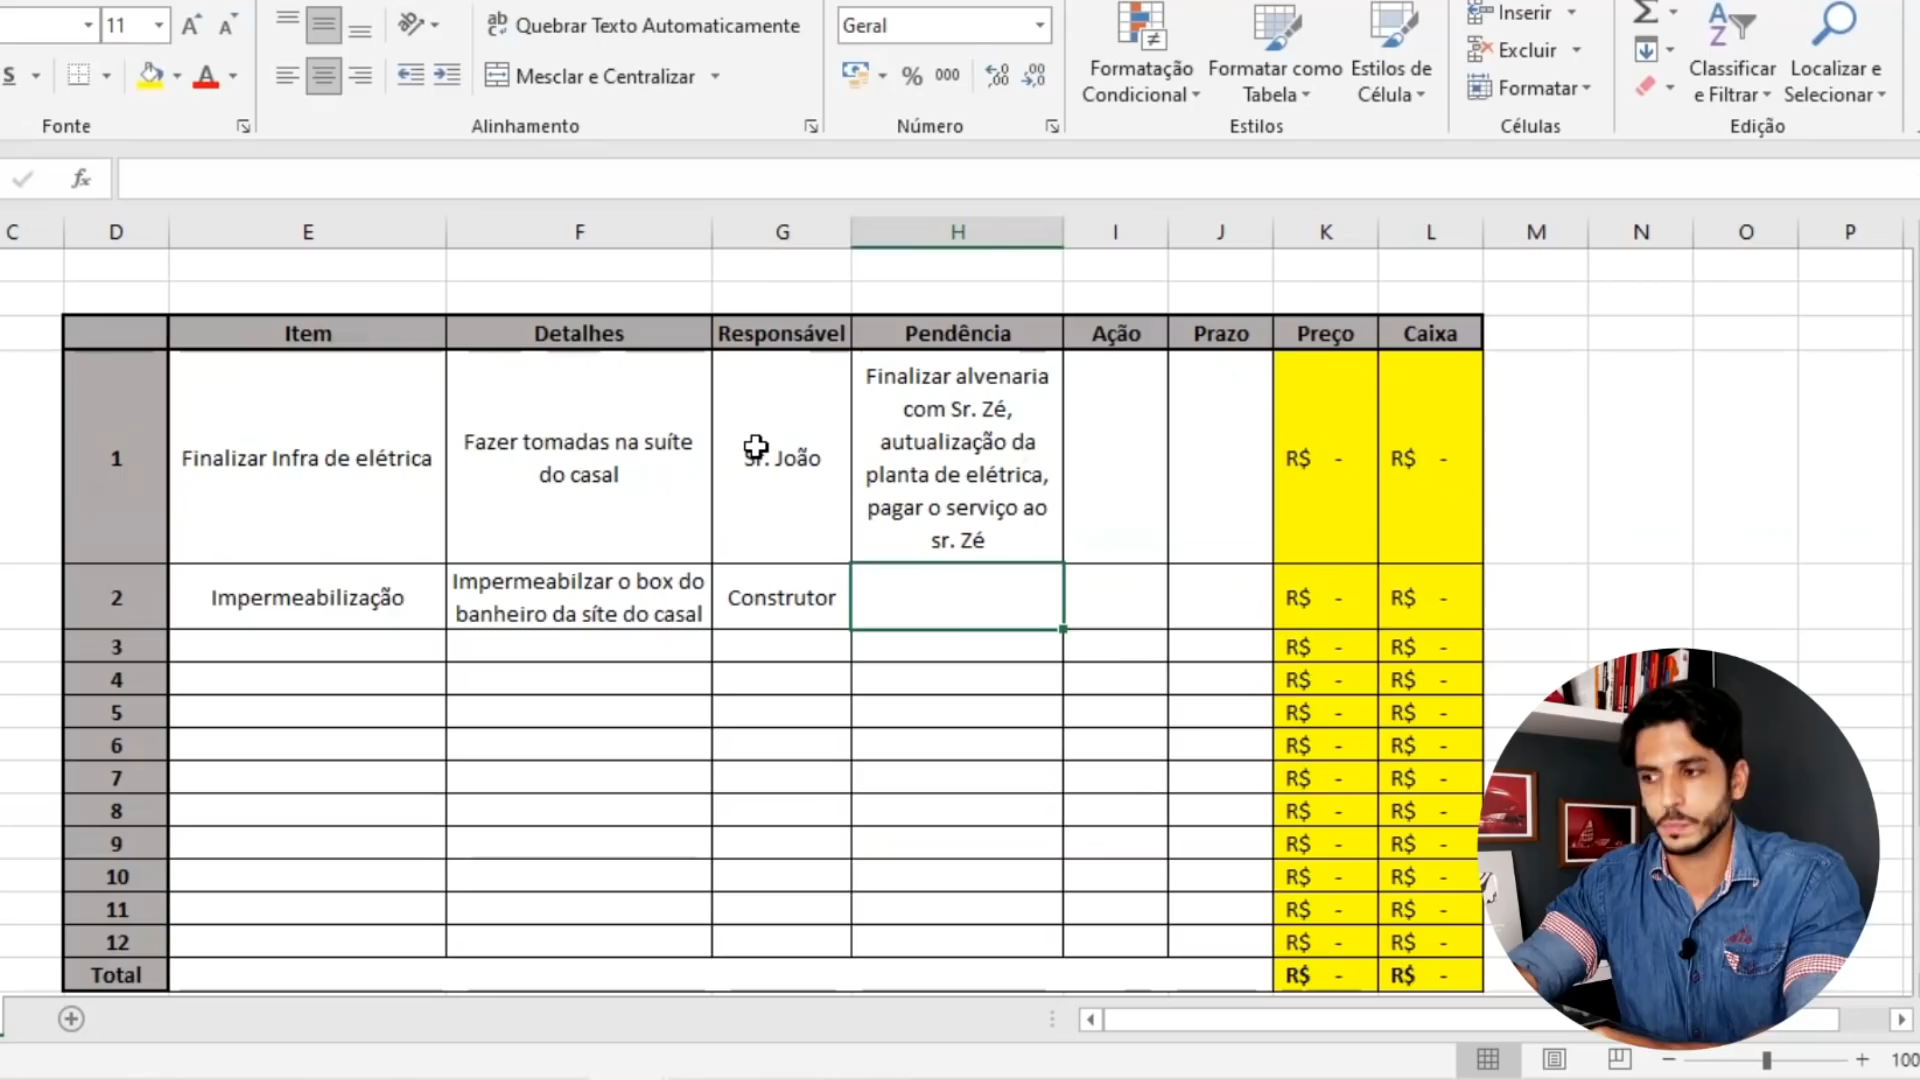 11
A
A
ab
Quebrar Texto Automaticamente
Geral
Inserir
Σ
S
A
Mesclar e Centralizar
%
000
Formatação
Condicional
Formatar como
Tabela
Estilos de
Célula
Excluir
Formatar
Classificar
e Filtrar
Localizar e
Selecionar
Fonte
Alinhamento
Número
Estilos
Células
Edição
fx
C D E F G H I J K L M N O P
Item Detalhes Responsável Pendência Ação Prazo Preço Caixa
1
Finalizar Infra de elétrica
Fazer tomadas na suíte
do casal
Sr. João
Finalizar alvenaria
com Sr. Zé,
autualização da
planta de elétrica,
pagar o serviço ao
sr. Zé
R$ -
R$ -
2
Impermeabilização
Impermeabilzar o box do
banheiro da síte do casal
Construtor
R$ -
R$ -
3 R$ - R$ -
4 R$ - R$ -
5 R$ - R$ -
6 R$ - R$ -
7 R$ - R$ -
8 R$ - R$ -
9 R$ - R$ -
10 R$ - R$ -
11 R$ - R$ -
12 R$ - R$ -
Total R$ - R$ -
100